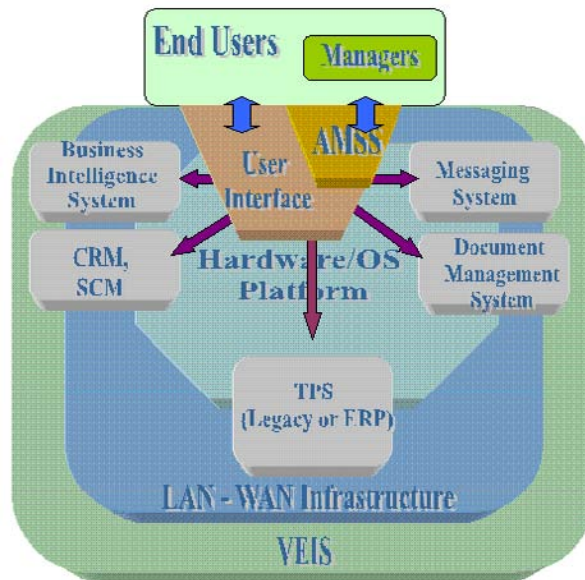 End Users
Managers
AMSS
User
Interface
Business
Intelligence
System
Messaging
System
CRM,
SCM
Hardware/OS
Platform
Document
Management
System
TPS
(Legacy or ERP)
LAN - WAN Infrastructure
VEIS